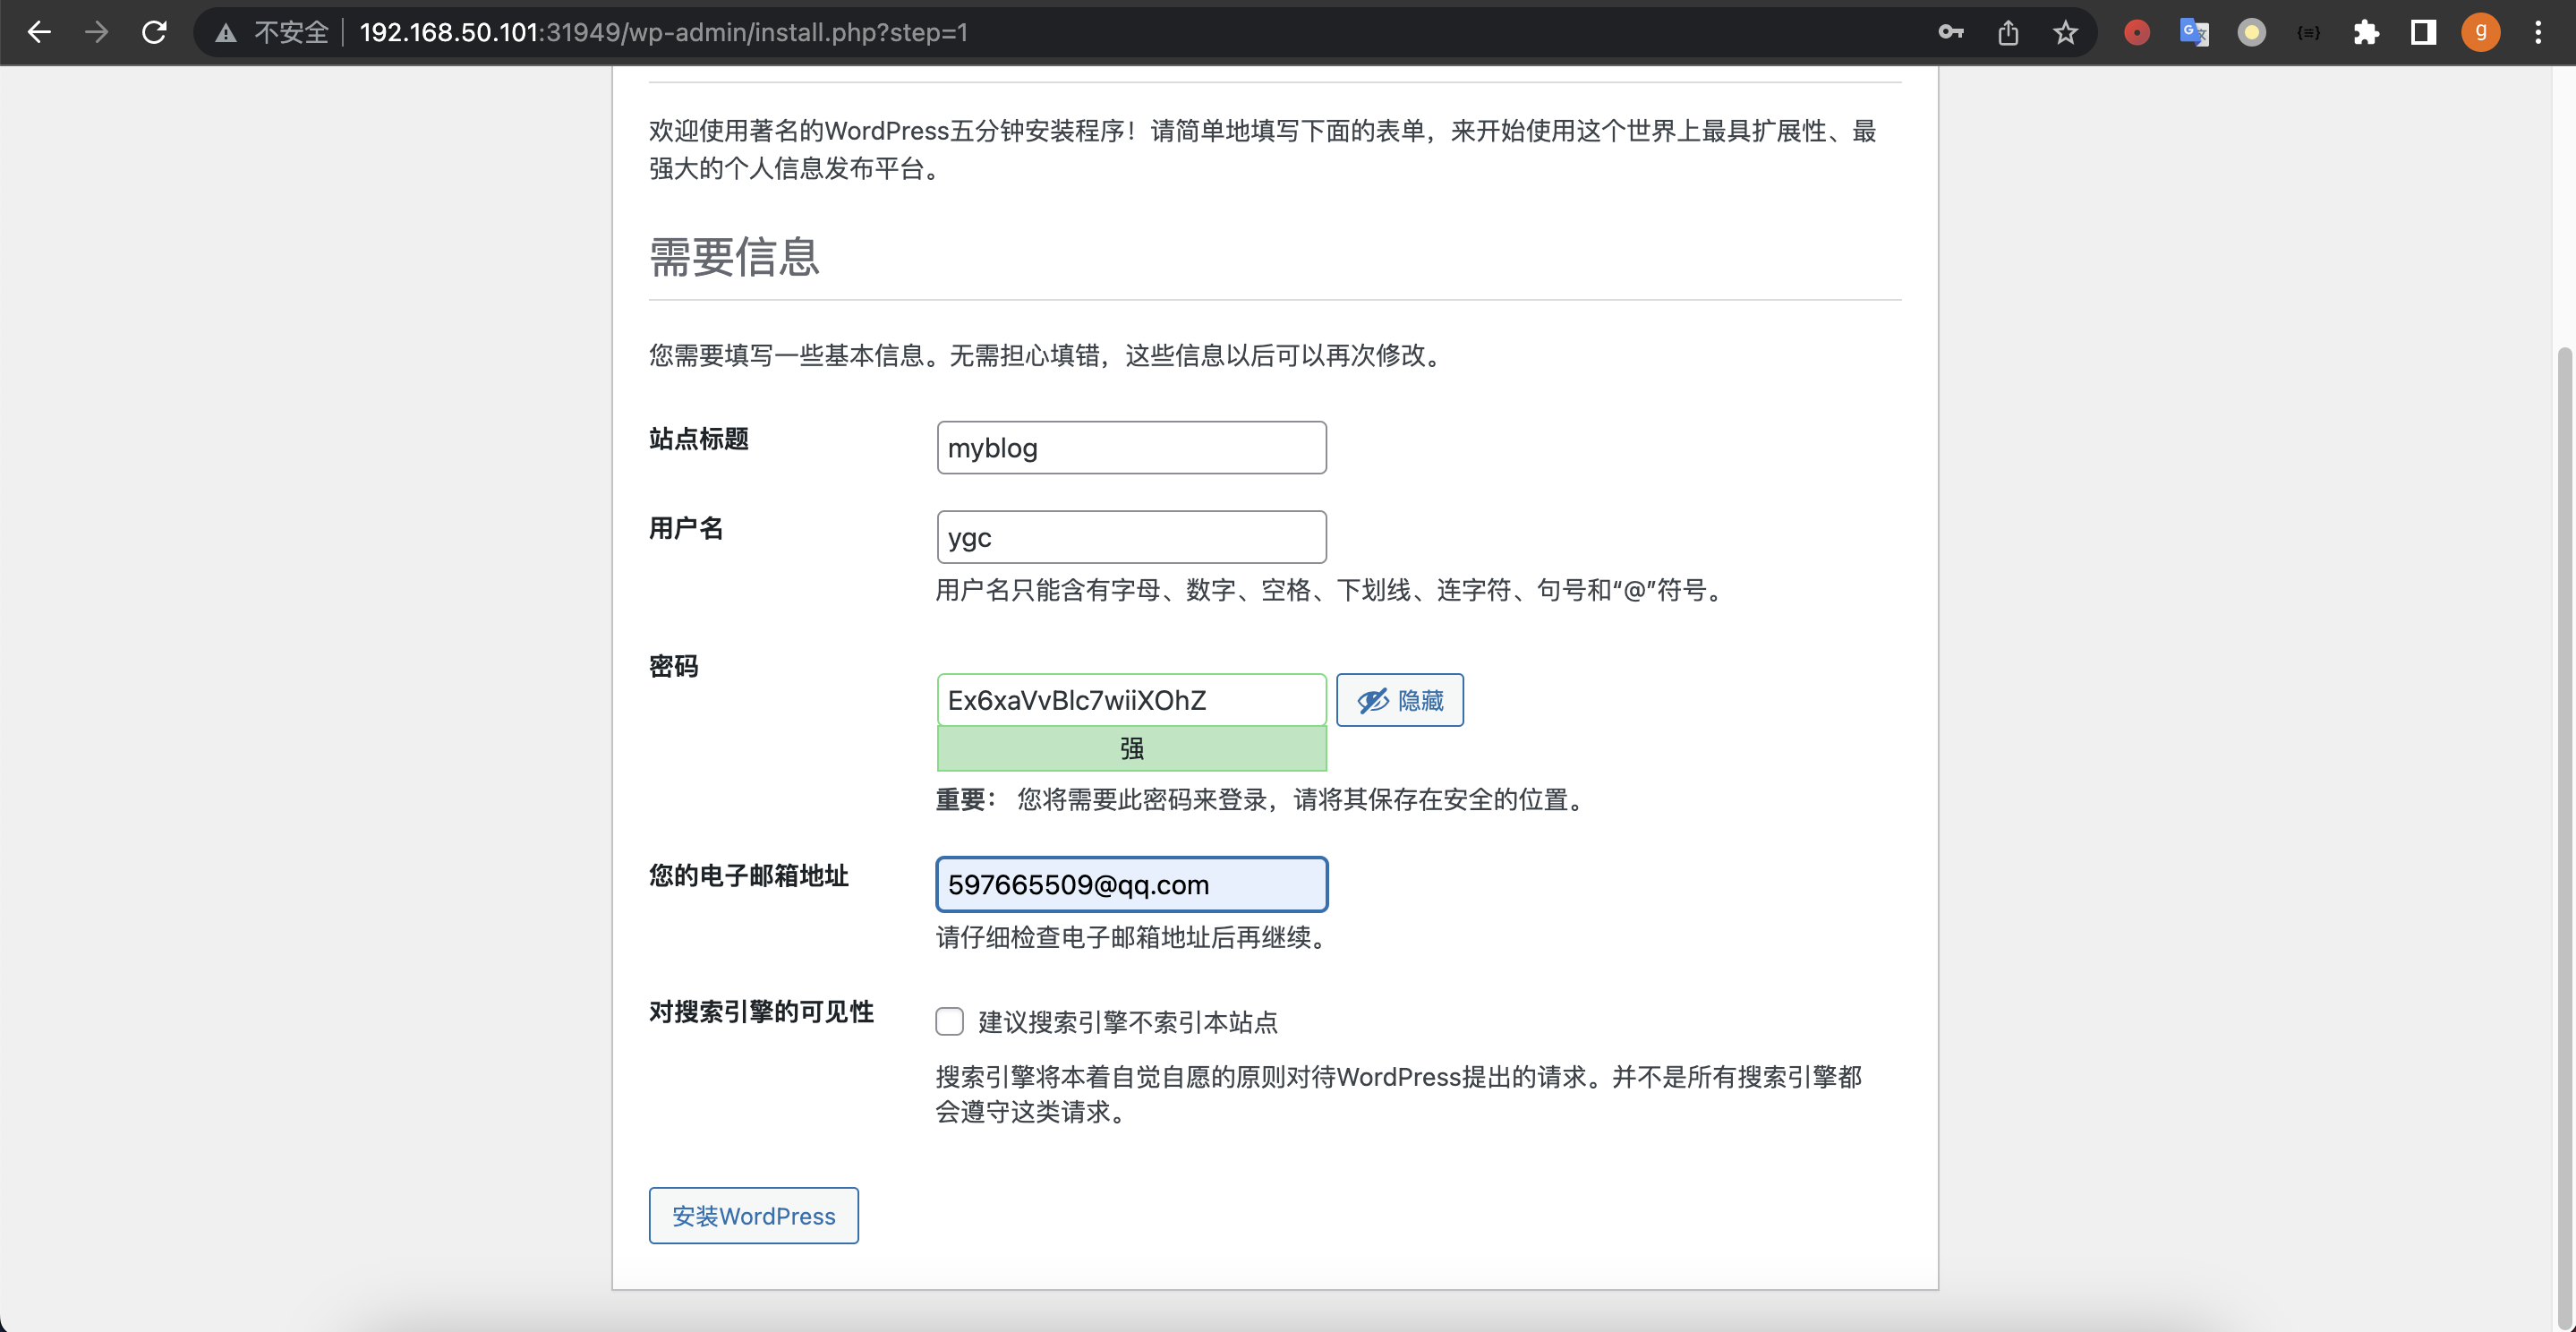 不安全 192.168.50.101:31949/wp-admin/install.php?step=1
g
欢迎使用著名的WordPress五分钟安装程序！请简单地填写下面的表单，来开始使用这个世界上最具扩展性、最
强大的个人信息发布平台。
需要信息
您需要填写一些基本信息。无需担心填错，这些信息以后可以再次修改。
站点标题
myblog
用户名
ygc
用户名只能含有字母、数字、空格、下划线、连字符、句号和“@”符号。
密码
Ex6xaVvBlc7wiiXOhZ
隐藏
强
重要： 您将需要此密码来登录，请将其保存在安全的位置。
您的电子邮箱地址
597665509@qq.com
请仔细检查电子邮箱地址后再继续。
对搜索引擎的可见性
建议搜索引擎不索引本站点
搜索引擎将本着自觉自愿的原则对待WordPress提出的请求。并不是所有搜索引擎都
会遵守这类请求。
安装WordPress